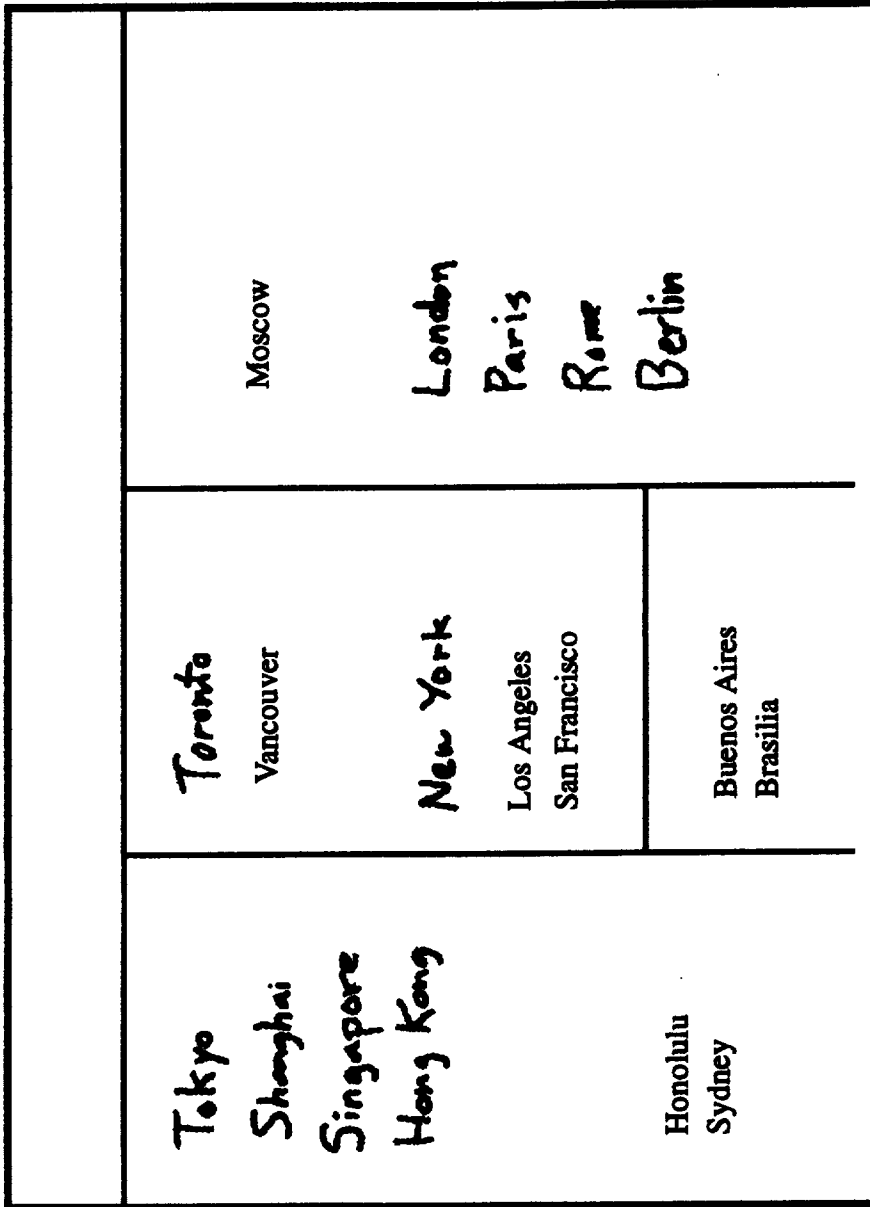 Tokyo
Shanghai
Singapore
Hong Kong
Honolulu
Sydney
Toronto
Vancouver
New York
Los Angeles
San Francisco
Buenos Aires
Brasilia
Moscow
London
Paris
Rome
Berlin